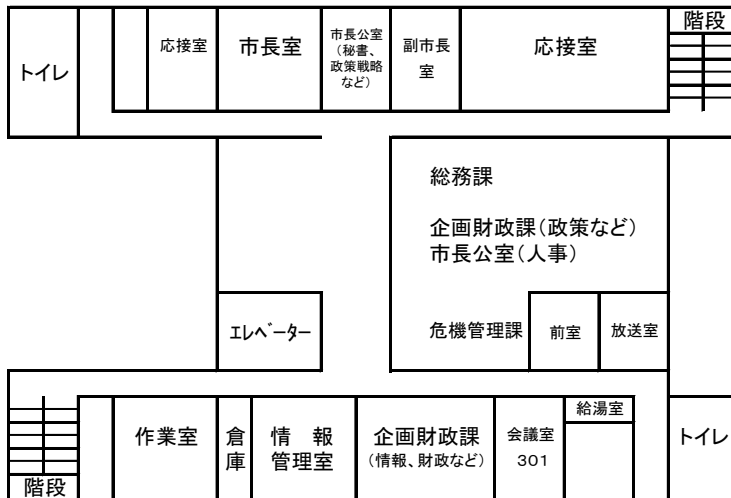 階段
トイレ
応接室
市長室
市長公室
（秘書、
政策戦略
など）
副市長
室
応接室
総務課
企画財政課（政策など）
市長公室（人事）
エレベーター
危機管理課
前室
放送室
階段
作業室
倉
庫
情　報
管理室
企画財政課
（情報、財政など）
会議室
301
給湯室
トイレ